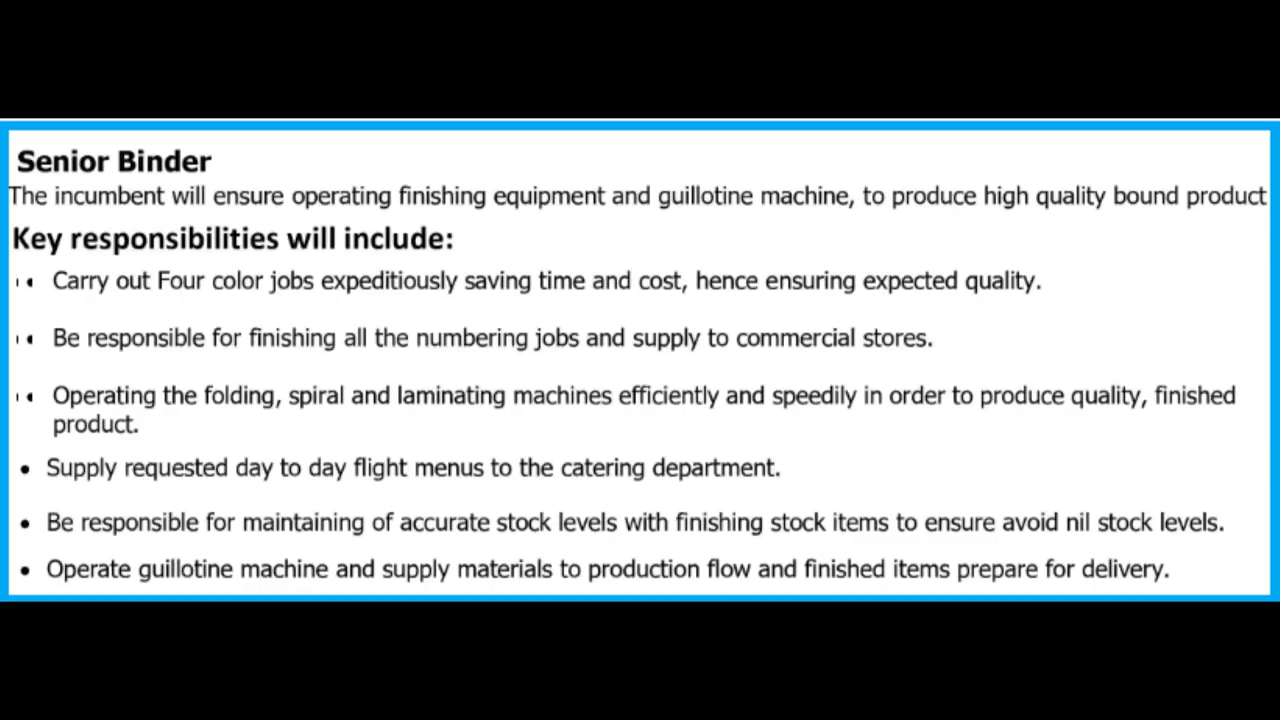 Senior Binder
The incumbent will ensure operating finishing equipment and guillotine machine, to produce high quality bound product
Key responsibilities will include:
Carry out Four color jobs expeditiously saving time and cost, hence ensuring expected quality.
Be responsible for finishing all the numbering jobs and supply to commercial stores.
Operating the folding, spiral and laminating machines efficiently and speedily in order to produce quality, finished
product.
• Supply requested day to day flight menus to the catering department.
• Be responsible for maintaining of accurate stock levels with finishing stock items to ensure avoid nil stock levels.
• Operate guillotine machine and supply materials to production flow and finished items prepare for delivery.